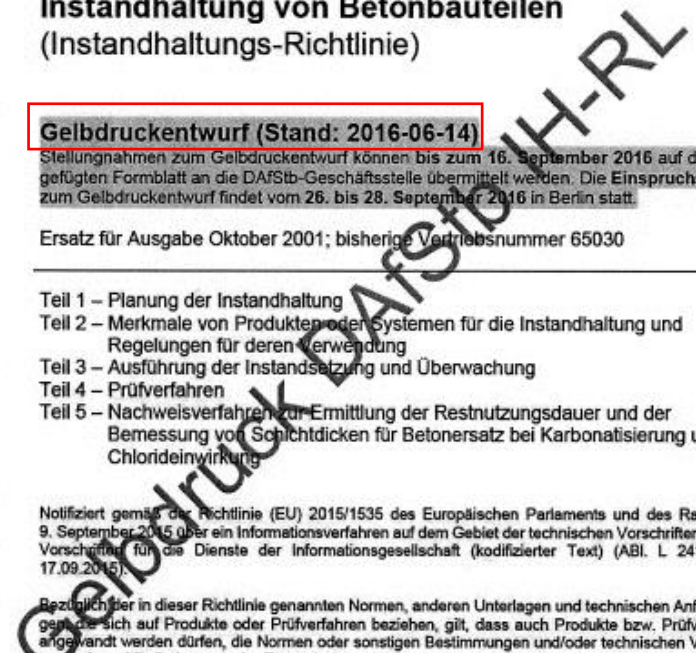 Instandhaltung von Betonbauteilen
(Instandhaltungs-Richtlinie)
Gelbdruckentwurf (Stand: 2016-06-14)
Stellungnahmen zum Gelbdruckentwurf können bis zum 16. September 2016 auf d
gefügten Formblatt an die DAfStb-Geschäftsstelle übermittelt werden. Die Einspruchs
zum Gelbdruckentwurf findet vom 26. bis 28. September 2016 in Berlin statt.
Ersatz für Ausgabe Oktober 2001; bisherige Vertriebsnummer 65030
Teil 1 – Planung der Instandhaltung
Teil 2 – Merkmale von Produkten oder Systemen für die Instandhaltung und
Regelungen für deren Verwendung
Teil 3 – Ausführung der Instandsetzung und Überwachung
Teil 4 – Prüfverfahren
Teil 5 – Nachweisverfahren zur Ermittlung der Restnutzungsdauer und der
Bemessung von Schichtdicken für Betonersatz bei Karbonatisierung u
Chlorideinwirkung
Notifiziert gemäß der Richtlinie (EU) 2015/1535 des Europäischen Parlaments und des Ra
9. September 2015 über ein Informationsverfahren auf dem Gebiet der technischen Vorschrifter
Vorschriften für die Dienste der Informationsgesellschaft (kodifizierter Text) (ABl. L 24
17.09.2015).
Bezüglich der in dieser Richtlinie genannten Normen, anderen Unterlagen und technischen Anf
gen, die sich auf Produkte oder Prüfverfahren beziehen, gilt, dass auch Produkte bzw. Prüfv
angewandt werden dürfen, die Normen oder sonstigen Bestimmungen und/oder technischen V
Gelbdruck DAfStb IH-RL